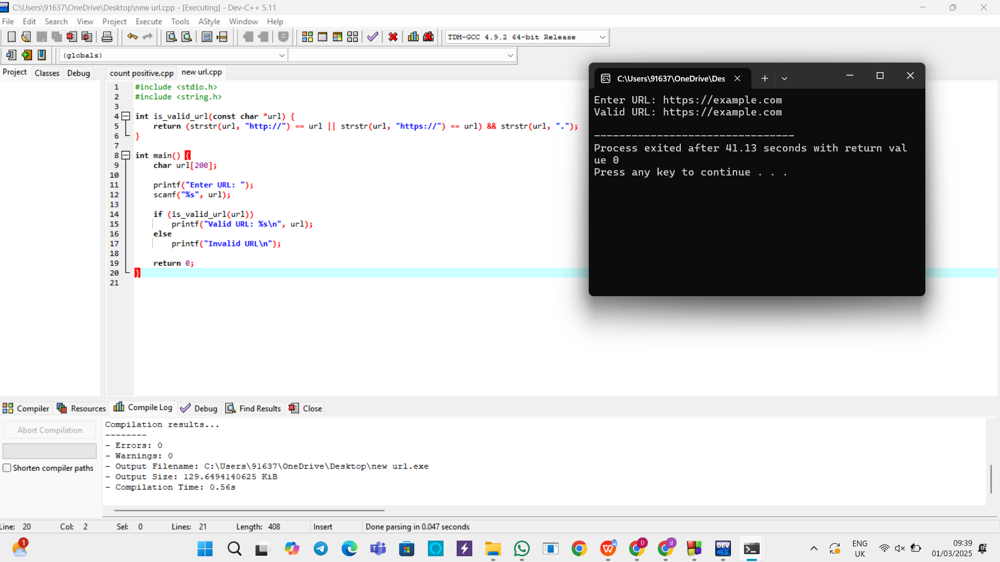 C:\Users\91637\OneDrive\Desktop\new url.cpp - [Executing] - Dev-C++ 5.11
File Edit Search View Project Execute Tools AStyle Window Help
TDM-GCC 4.9.2 64-bit Release
(globals)
Project Classes Debug
count positive.cpp new url.cpp
1 #include <stdio.h>
2 #include <string.h>
3
4 int is_valid_url(const char *url) {
5 return (strstr(url, "http://") == url || strstr(url, "https://") == url) && strstr(url, ".");
6 }
7
8 int main() {
9 char url[200];
10
11 printf("Enter URL: ");
12 scanf("%s", url);
13
14 if (is_valid_url(url))
15 printf("Valid URL: %s\n", url);
16 else
17 printf("Invalid URL\n");
18
19 return 0;
20 }
21
C:\Users\91637\OneDrive\Des
Enter URL: https://example.com
Valid URL: https://example.com
--------------------------------
Process exited after 41.13 seconds with return val
ue 0
Press any key to continue . . .
Compiler Resources Compile Log Debug Find Results Close
Abort Compilation
Shorten compiler paths
Compilation results...
--------
- Errors: 0
- Warnings: 0
- Output Filename: C:\Users\91637\OneDrive\Desktop\new url.exe
- Output Size: 129.6494140625 KiB
- Compilation Time: 0.56s
Line: 20 Col: 2 Sel: 0 Lines: 21 Length: 408 Insert Done parsing in 0.047 seconds
1
DEV
C++
D
d
ENG
UK
09:39
01/03/2025